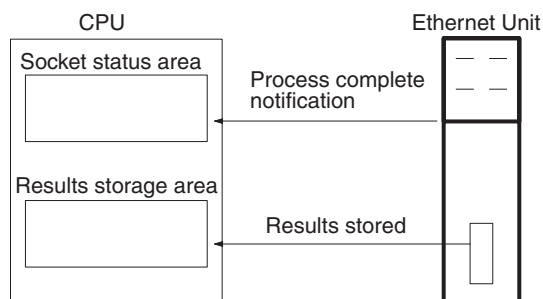 CPU
Ethernet Unit
Socket status area
Process complete
notification
Results storage area
Results stored